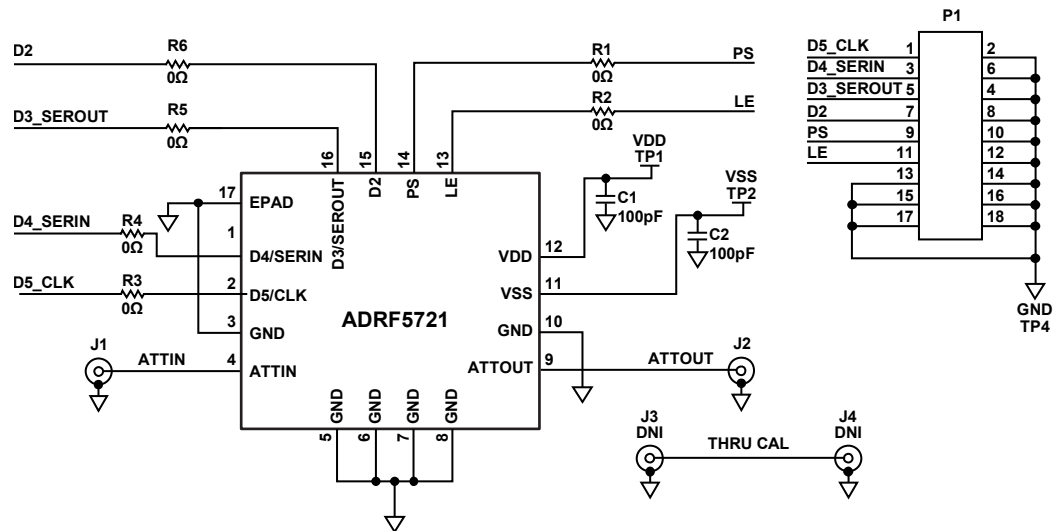 D2
R6
0Ω
D3_SEROUT
R5
0Ω
R1
0Ω
PS
R2
0Ω
LE
16
15
14
13
D3/SEROUT
D2
PS
LE
17
EPAD
D4_SERIN
R4
0Ω
1
D4/SERIN
D5_CLK
R3
0Ω
2
D5/CLK
3
GND
J1
ATTIN
4
ATTIN
ADRF5721
VDD
TP1
C1
100pF
VSS
TP2
C2
100pF
VDD
12
VSS
11
GND
10
ATTOUT
9
ATTOUT
J2
GND
GND
GND
GND
5
6
7
8
J3
DNI
THRU CAL
J4
DNI
P1
D5_CLK
1
2
D4_SERIN
3
6
D3_SEROUT
5
4
D2
7
8
PS
9
10
LE
11
12
13
14
15
16
17
18
GND
TP4